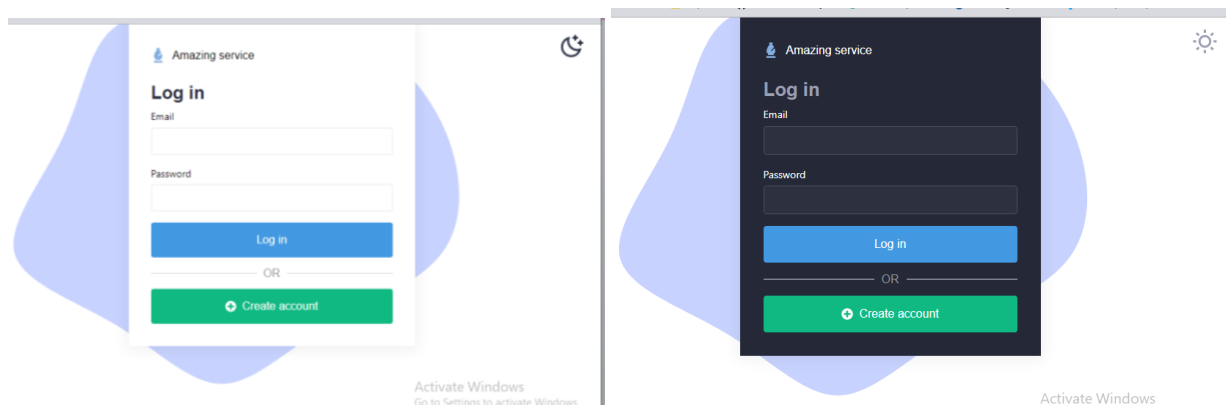 Amazing service
Log in
Email
Password
Log in
OR
Create account
Activate Windows
Go to Settings to activate Windows
Amazing service
Log in
Email
Password
Log in
OR
Create account
Activate Windows